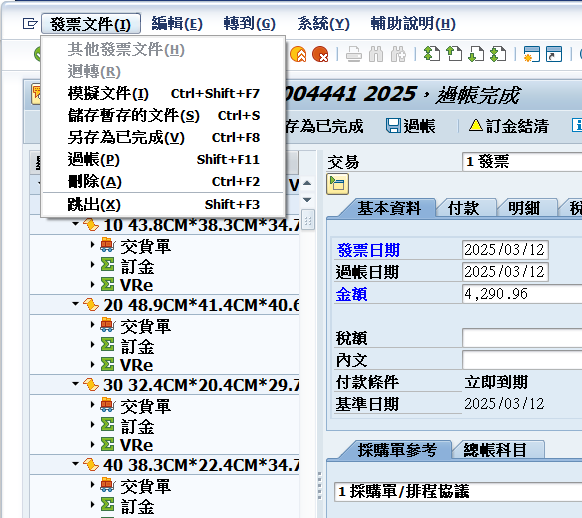 發票文件(I) 編輯(E) 轉到(G) 系統(Y) 輔助說明(H)
其他發票文件(H)
迴轉(R)
模擬文件(I) Ctrl+Shift+F7
儲存暫存的文件(S) Ctrl+S
另存為已完成(V) Ctrl+F8
過帳(P) Shift+F11
刪除(A) Ctrl+F2
跳出(X) Shift+F3
004441 2025，過帳完成
存為已完成 過帳 訂金結清
交易 1 發票
基本資料 付款 明細
發票日期 2025/03/12
過帳日期 2025/03/12
金額 4,290.96
稅額
內文
付款條件 立即到期
基準日期 2025/03/12
採購單參考 總帳科目
1 採購單/排程協議
V
10 43.8CM*38.3CM*34.7
交貨單
訂金
VRe
20 48.9CM*41.4CM*40.6
交貨單
訂金
VRe
30 32.4CM*20.4CM*29.7
交貨單
訂金
VRe
40 38.3CM*22.4CM*34.7
交貨單
訂金